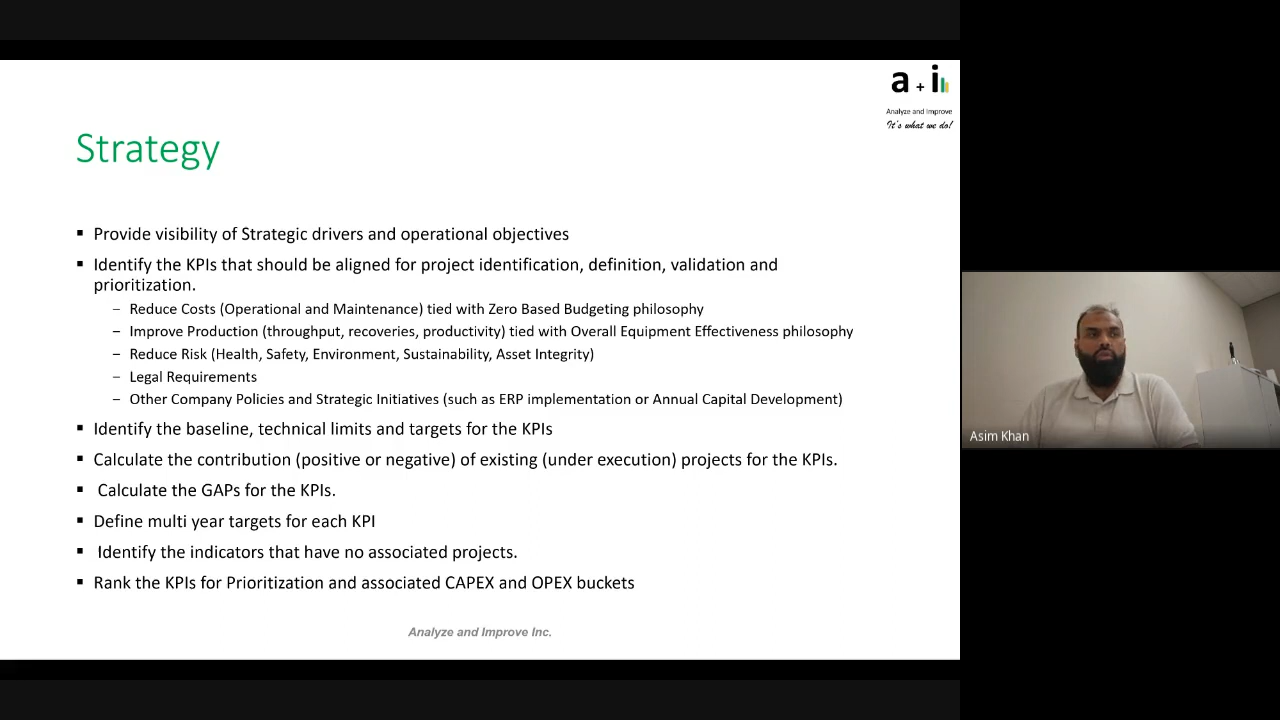 a + i
Analyze and Improve
It's what we do!
Strategy
▪ Provide visibility of Strategic drivers and operational objectives
▪ Identify the KPIs that should be aligned for project identification, definition, validation and
prioritization.
– Reduce Costs (Operational and Maintenance) tied with Zero Based Budgeting philosophy
– Improve Production (throughput, recoveries, productivity) tied with Overall Equipment Effectiveness philosophy
– Reduce Risk (Health, Safety, Environment, Sustainability, Asset Integrity)
– Legal Requirements
– Other Company Policies and Strategic Initiatives (such as ERP implementation or Annual Capital Development)
▪ Identify the baseline, technical limits and targets for the KPIs
▪ Calculate the contribution (positive or negative) of existing (under execution) projects for the KPIs.
▪ Calculate the GAPs for the KPIs.
▪ Define multi year targets for each KPI
▪ Identify the indicators that have no associated projects.
▪ Rank the KPIs for Prioritization and associated CAPEX and OPEX buckets
Analyze and Improve Inc.
Asim Khan